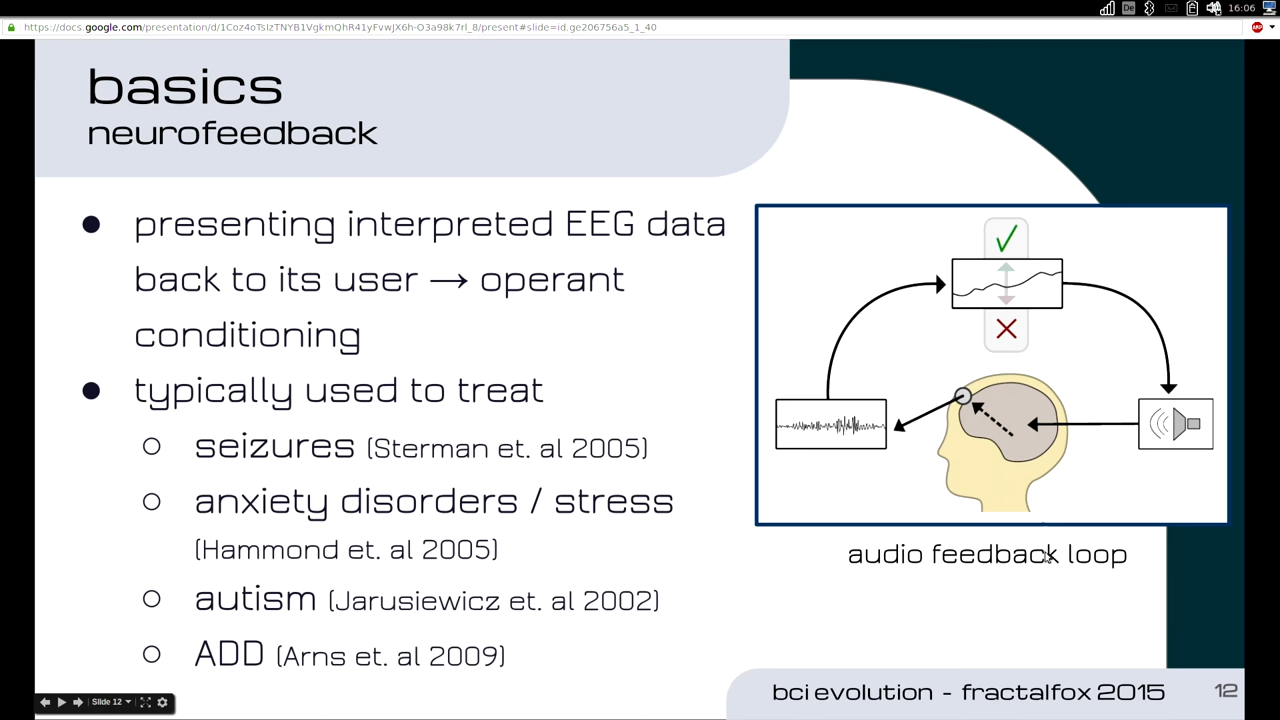 De
16:06
https://docs.google.com/presentation/d/1Coz4oTsIzTNYB1VgkmQhR41yFvwJX6h-O3a98k7rl_8/present#slide=id.ge206756a5_1_40
ABP
basics
neurofeedback
● presenting interpreted EEG data
back to its user → operant
conditioning
● typically used to treat
○ seizures (Sterman et. al 2005)
○ anxiety disorders / stress
(Hammond et. al 2005)
○ autism (Jarusiewicz et. al 2002)
○ ADD (Arns et. al 2009)
audio feedback loop
Slide 12
bci evolution - fractalfox 2015
12